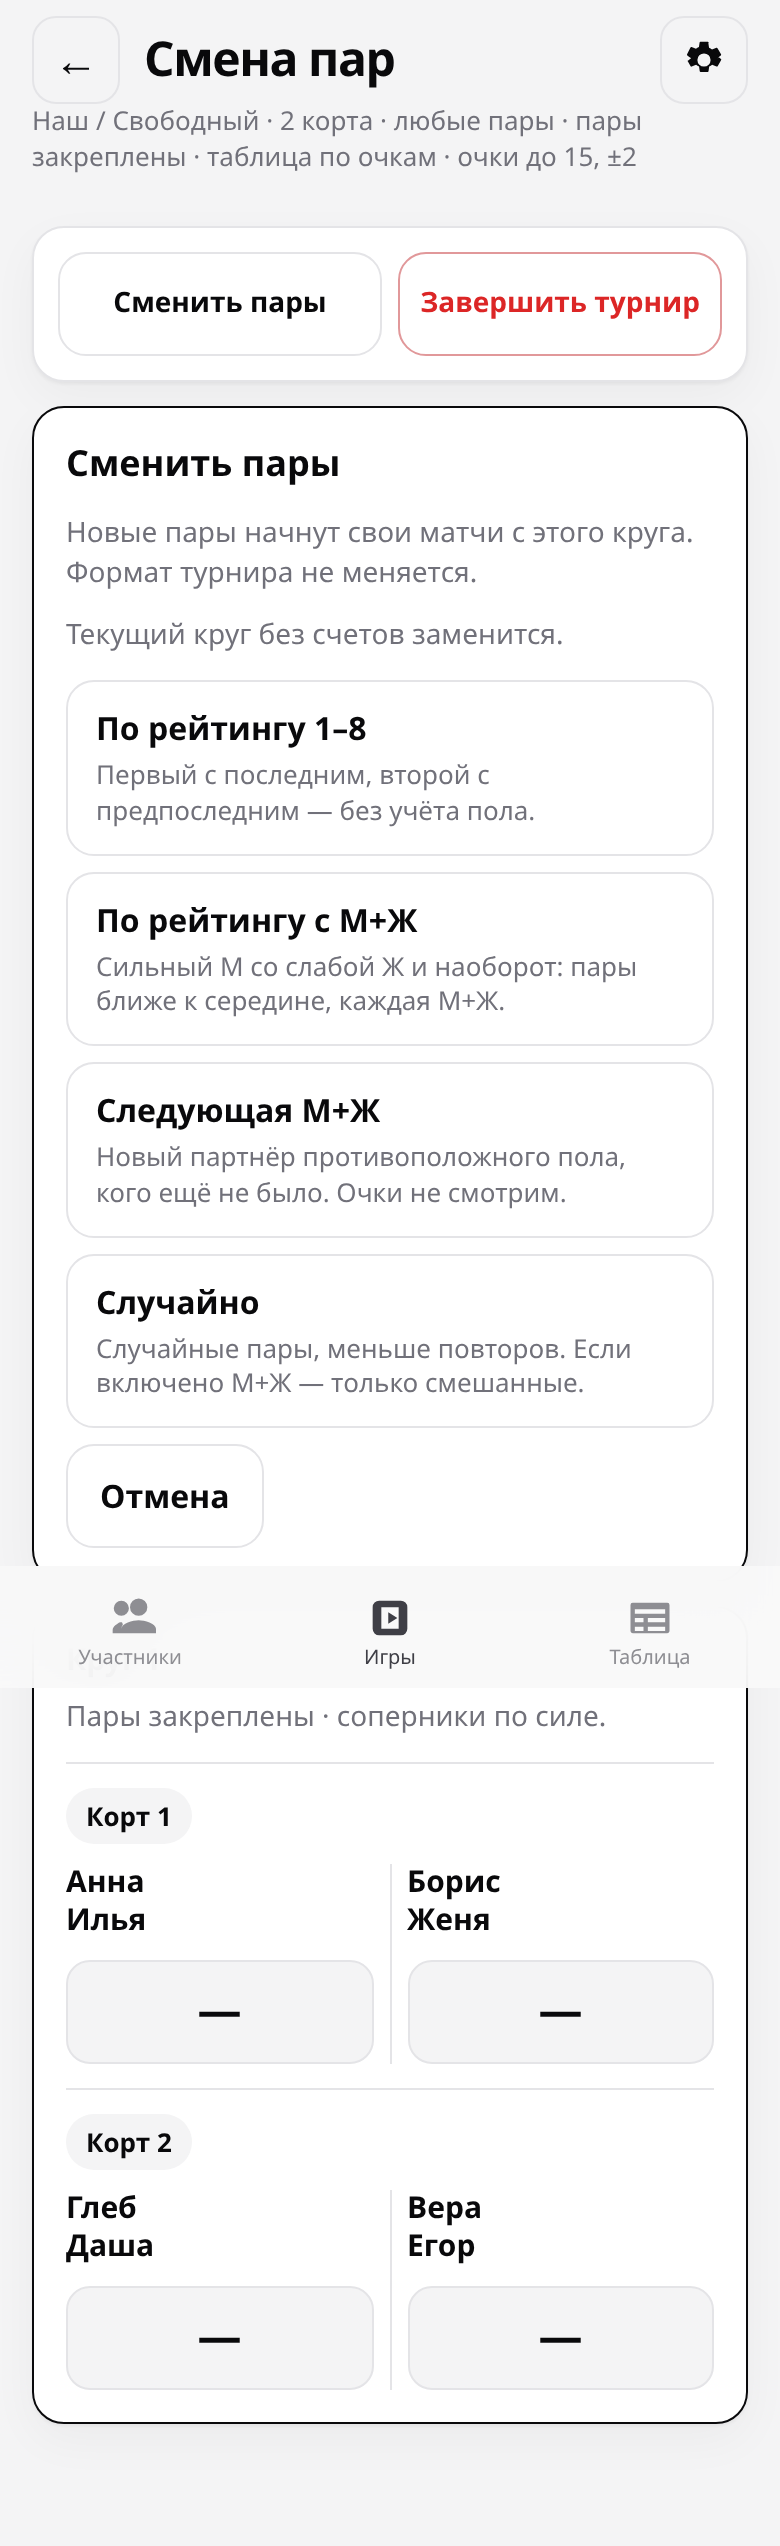 ← Смена пар
Наш / Свободный · 2 корта · любые пары · пары
закреплены · таблица по очкам · очки до 15, ±2
Сменить пары
Завершить турнир
Сменить пары
Новые пары начнут свои матчи с этого круга.
Формат турнира не меняется.
Текущий круг без счетов заменится.
По рейтингу 1–8
Первый с последним, второй с
предпоследним — без учёта пола.
По рейтингу с М+Ж
Сильный М со слабой Ж и наоборот: пары
ближе к середине, каждая М+Ж.
Следующая М+Ж
Новый партнёр противоположного пола,
кого ещё не было. Очки не смотрим.
Случайно
Случайные пары, меньше повторов. Если
включено М+Ж — только смешанные.
Отмена
Участники
Игры
Таблица
Пары закреплены · соперники по силе.
Корт 1
Анна
Илья
Борис
Женя
—
—
Корт 2
Глеб
Даша
Вера
Егор
—
—